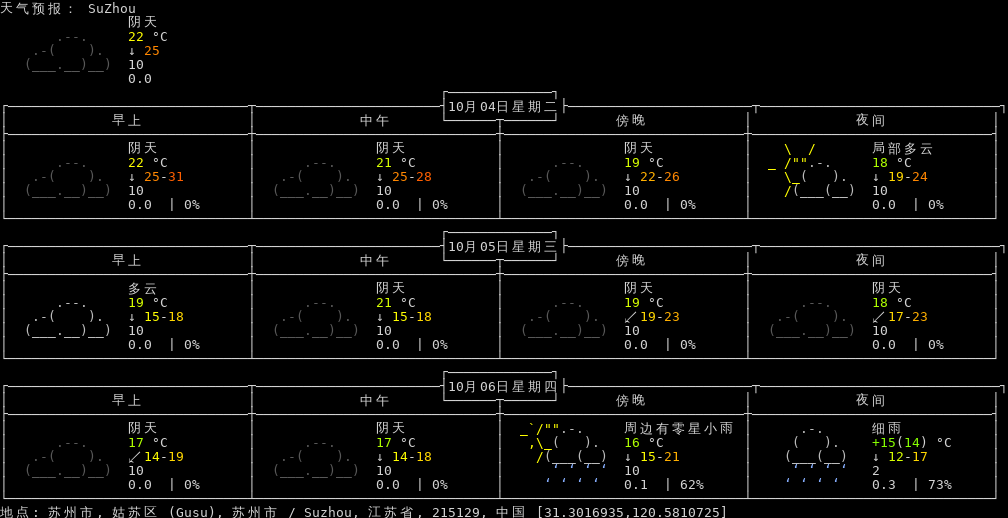 天气预报: SuZhou
阴天
22 °C
↓ 25
10
0.0
10月04日星期二
早上 中午 傍晚 夜间
阴天 阴天 阴天 局部多云
22 °C 21 °C 19 °C 18 °C
↓ 25-31 ↓ 25-28 ↓ 22-26 ↓ 19-24
10 10 10 10
0.0 | 0% 0.0 | 0% 0.0 | 0% 0.0 | 0%
10月05日星期三
早上 中午 傍晚 夜间
多云 阴天 阴天 阴天
19 °C 21 °C 19 °C 18 °C
↓ 15-18 ↓ 15-18 ↙ 19-23 ↙ 17-23
10 10 10 10
0.0 | 0% 0.0 | 0% 0.0 | 0% 0.0 | 0%
10月06日星期四
早上 中午 傍晚 夜间
阴天 阴天 周边有零星小雨 细雨
17 °C 17 °C 16 °C +15(14) °C
↙ 14-19 ↓ 14-18 ↓ 15-21 ↓ 12-17
10 10 10 2
0.0 | 0% 0.0 | 0% 0.1 | 62% 0.3 | 73%
地点: 苏州市, 姑苏区 (Gusu), 苏州市 / Suzhou, 江苏省, 215129, 中国 [31.3016935,120.5810725]